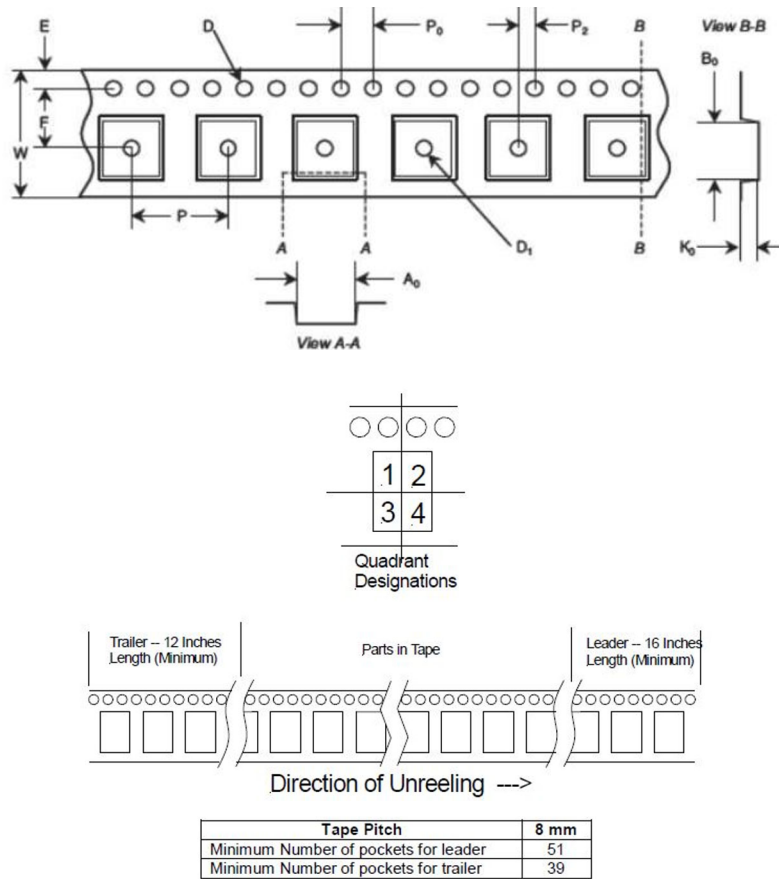 E D P₀ P₂ B View B-B
B₀
F
W
P
A A D₁ B K₀
A₀
View A-A
1 2
3 4
Quadrant
Designations
Trailer -- 12 Inches
Length (Minimum)
Parts in Tape
Leader -- 16 Inches
Length (Minimum)
Direction of Unreeling --->
Tape Pitch 8 mm
Minimum Number of pockets for leader 51
Minimum Number of pockets for trailer 39